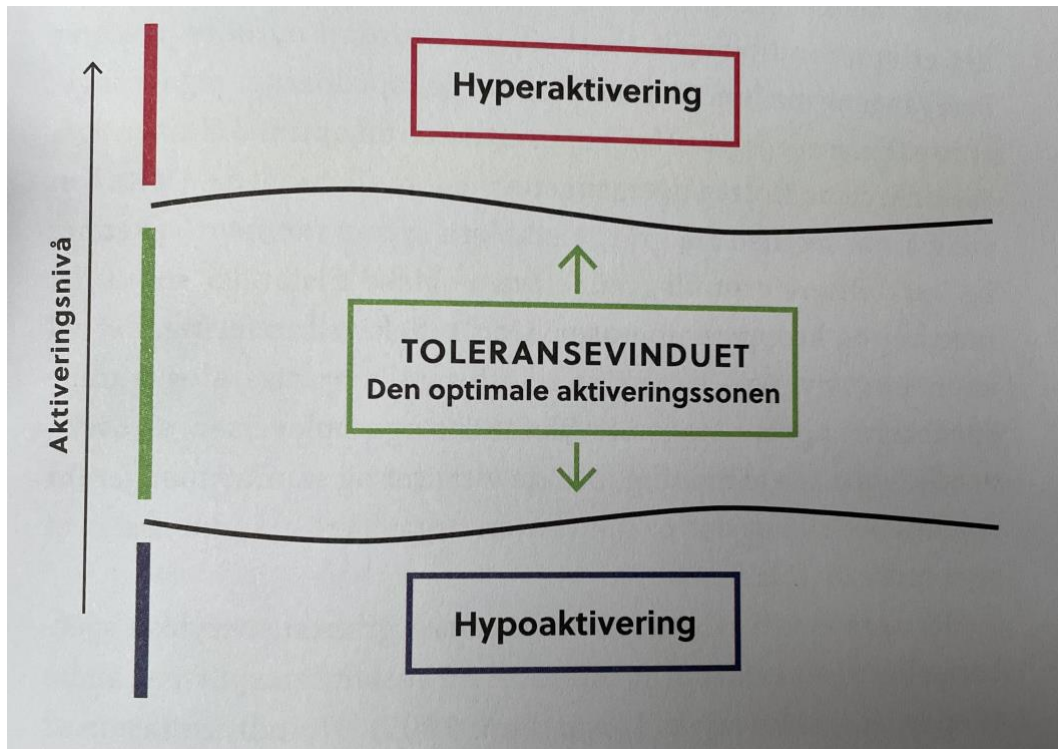 Hyperaktivering
Aktiveringsnivå
TOLERANSEVINDUET
Den optimale aktiveringssonen
Hypoaktivering